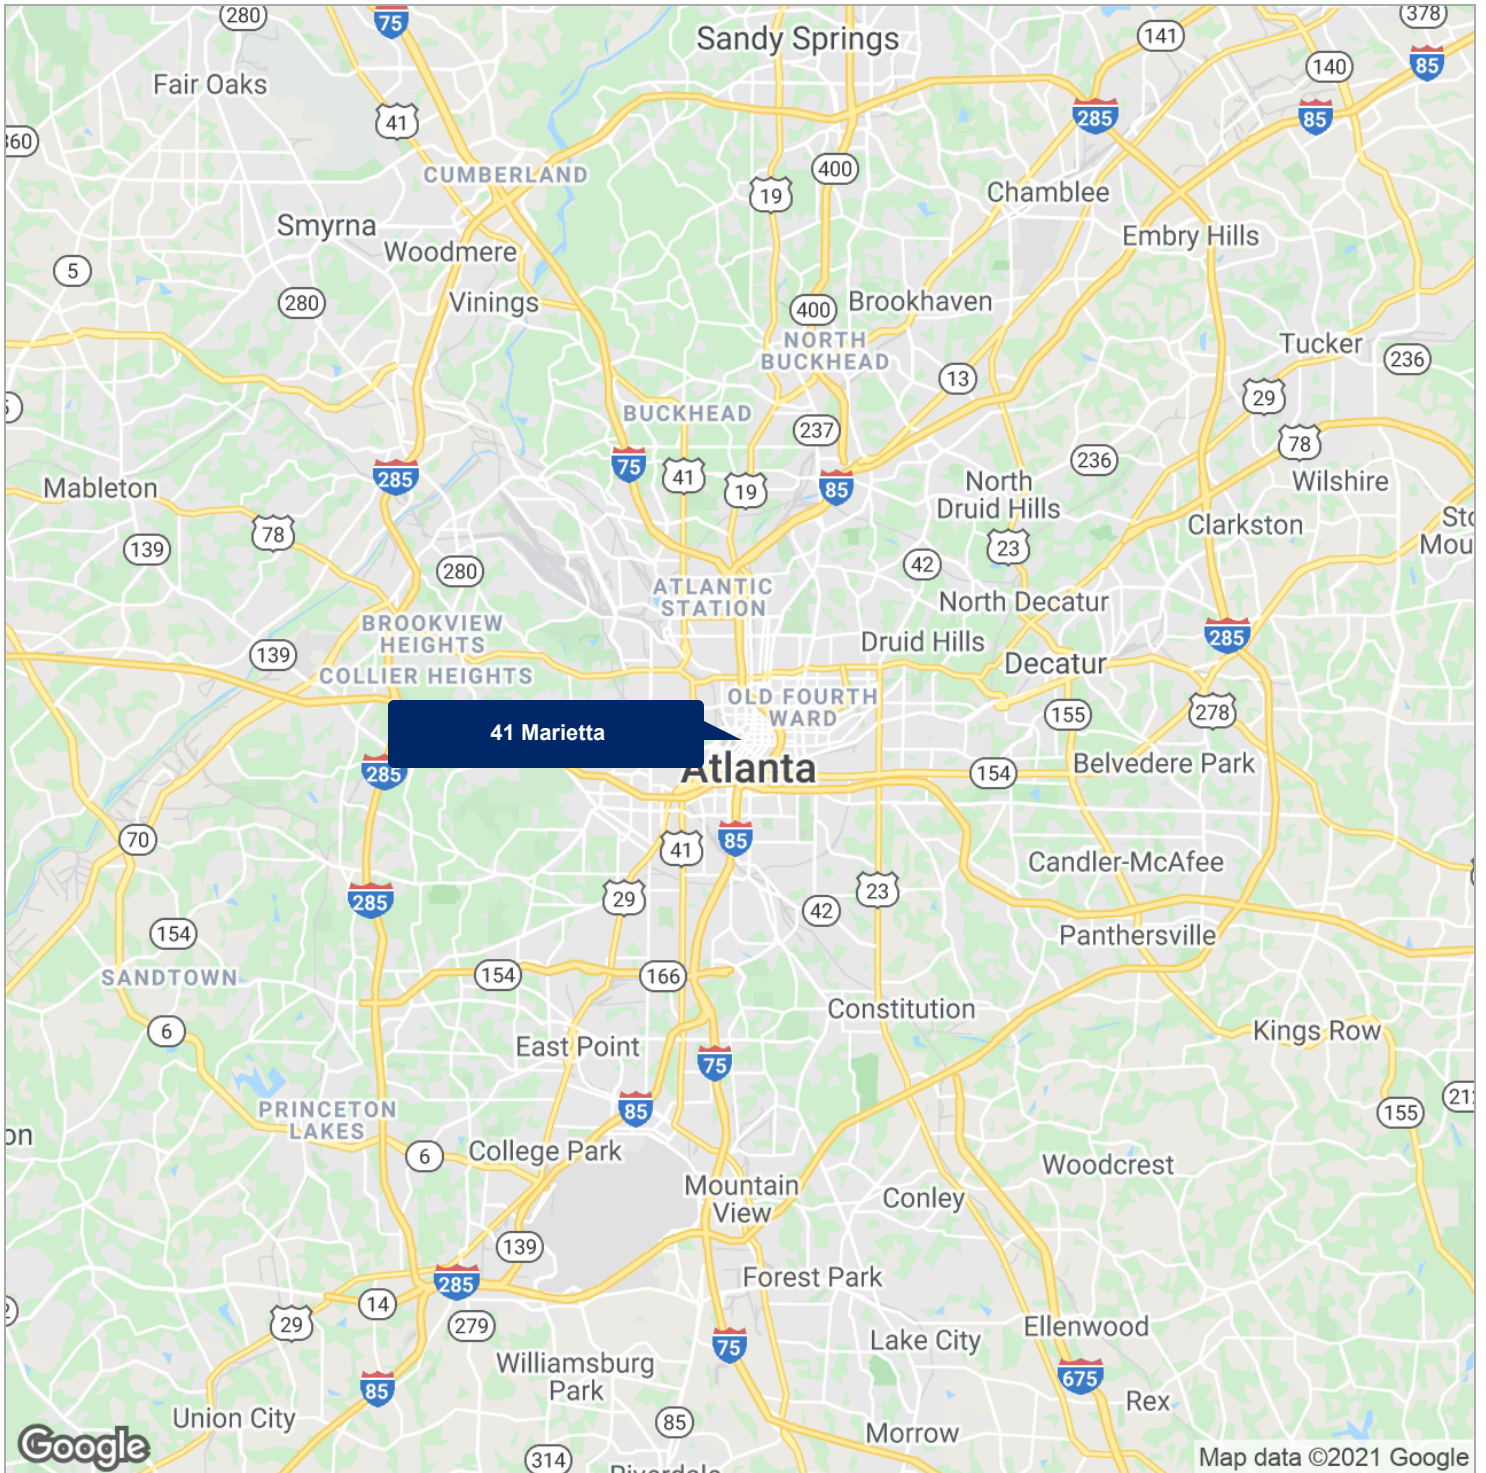 280
75
Sandy Springs
141
378
85
140
Fair Oaks
41
285
85
360
CUMBERLAND
400
19
Chamblee
Smyrna
Woodmere
Embry Hills
5
280
Vinings
400
Brookhaven
NORTH
BUCKHEAD
Tucker
236
13
29
BUCKHEAD
237
78
75
41
19
85
236
285
Mableton
North
Druid Hills
Wilshire
78
139
23
Clarkston
Sto
Mou
280
42
ATLANTIC
STATION
North Decatur
BROOKVIEW
HEIGHTS
139
Druid Hills
285
COLLIER HEIGHTS
Decatur
OLD FOURTH
WARD
155
278
41 Marietta
285
Atlanta
154
Belvedere Park
70
41
85
Candler-McAfee
285
29
23
42
154
Panthersville
SANDTOWN
154
166
Constitution
6
Kings Row
East Point
75
PRINCETON
LAKES
85
155
21
on
6
College Park
Woodcrest
Mountain
View
Conley
139
285
Forest Park
14
29
279
75
Lake City
Ellenwood
Williamsburg
Park
85
675
Rex
Union City
85
Morrow
Google
314
Riverdale
Map data ©2021 Google